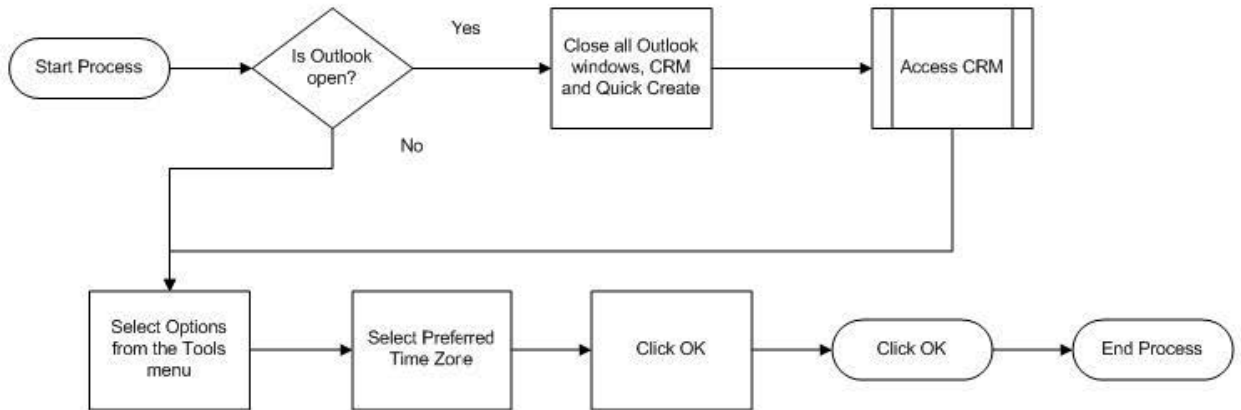 Yes
Start Process
Is Outlook
open?
Close all Outlook
windows, CRM
and Quick Create
Access CRM
No
Select Options
from the Tools
menu
Select Preferred
Time Zone
Click OK
Click OK
End Process